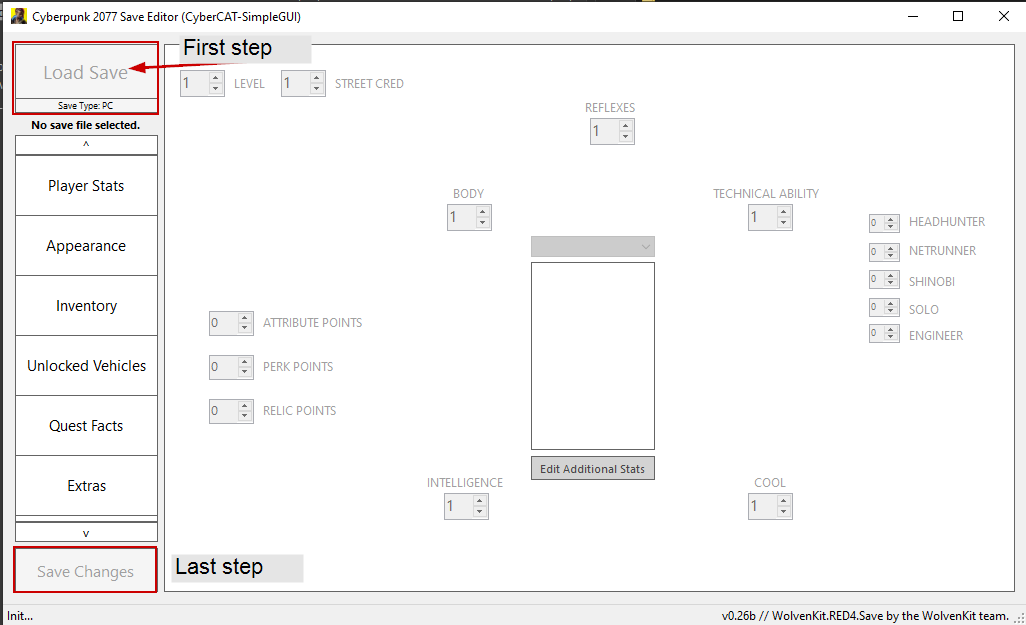 Cyberpunk 2077 Save Editor (CyberCAT-SimpleGUI)
First step
Load Save
Save Type: PC
No save file selected.
^
Player Stats
Appearance
Inventory
Unlocked Vehicles
Quest Facts
Extras
v
Save Changes
Last step
1 LEVEL 1 STREET CRED
REFLEXES
1
BODY
1
TECHNICAL ABILITY
1
0 HEADHUNTER
0 NETRUNNER
0 SHINOBI
0 SOLO
0 ENGINEER
0 ATTRIBUTE POINTS
0 PERK POINTS
0 RELIC POINTS
Edit Additional Stats
INTELLIGENCE
1
COOL
1
Init...
v0.26b // WolvenKit.RED4.Save by the WolvenKit team.